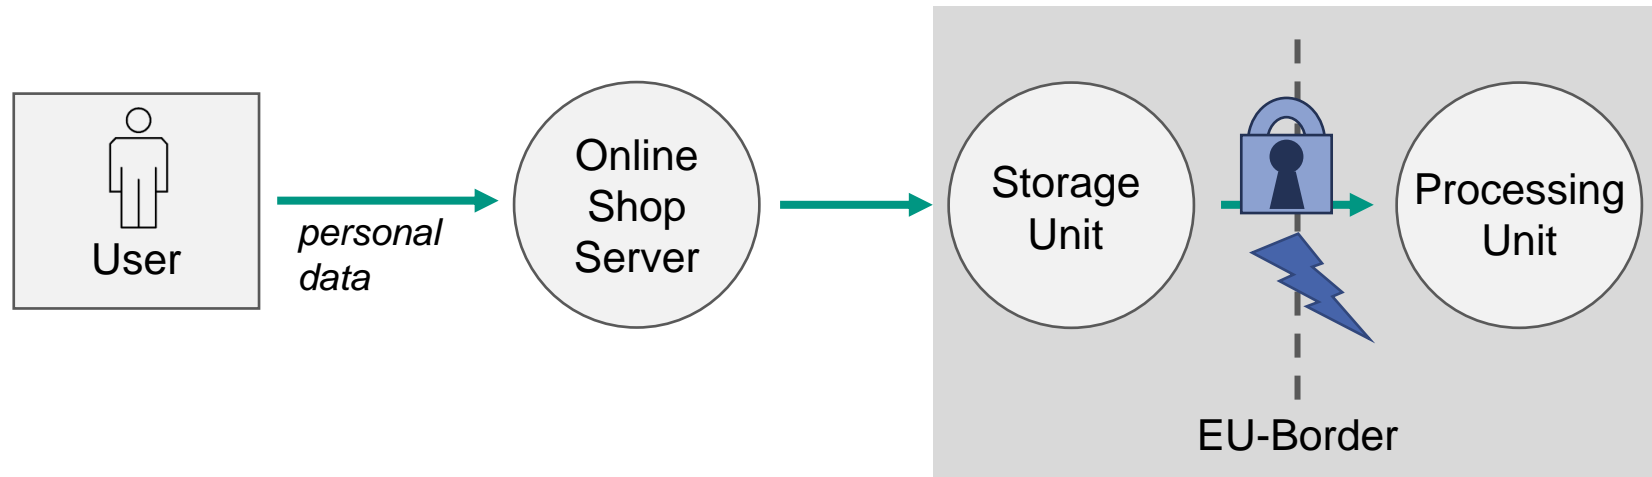 User
personal
data
Online
Shop
Server
Storage
Unit
Processing
Unit
EU-Border